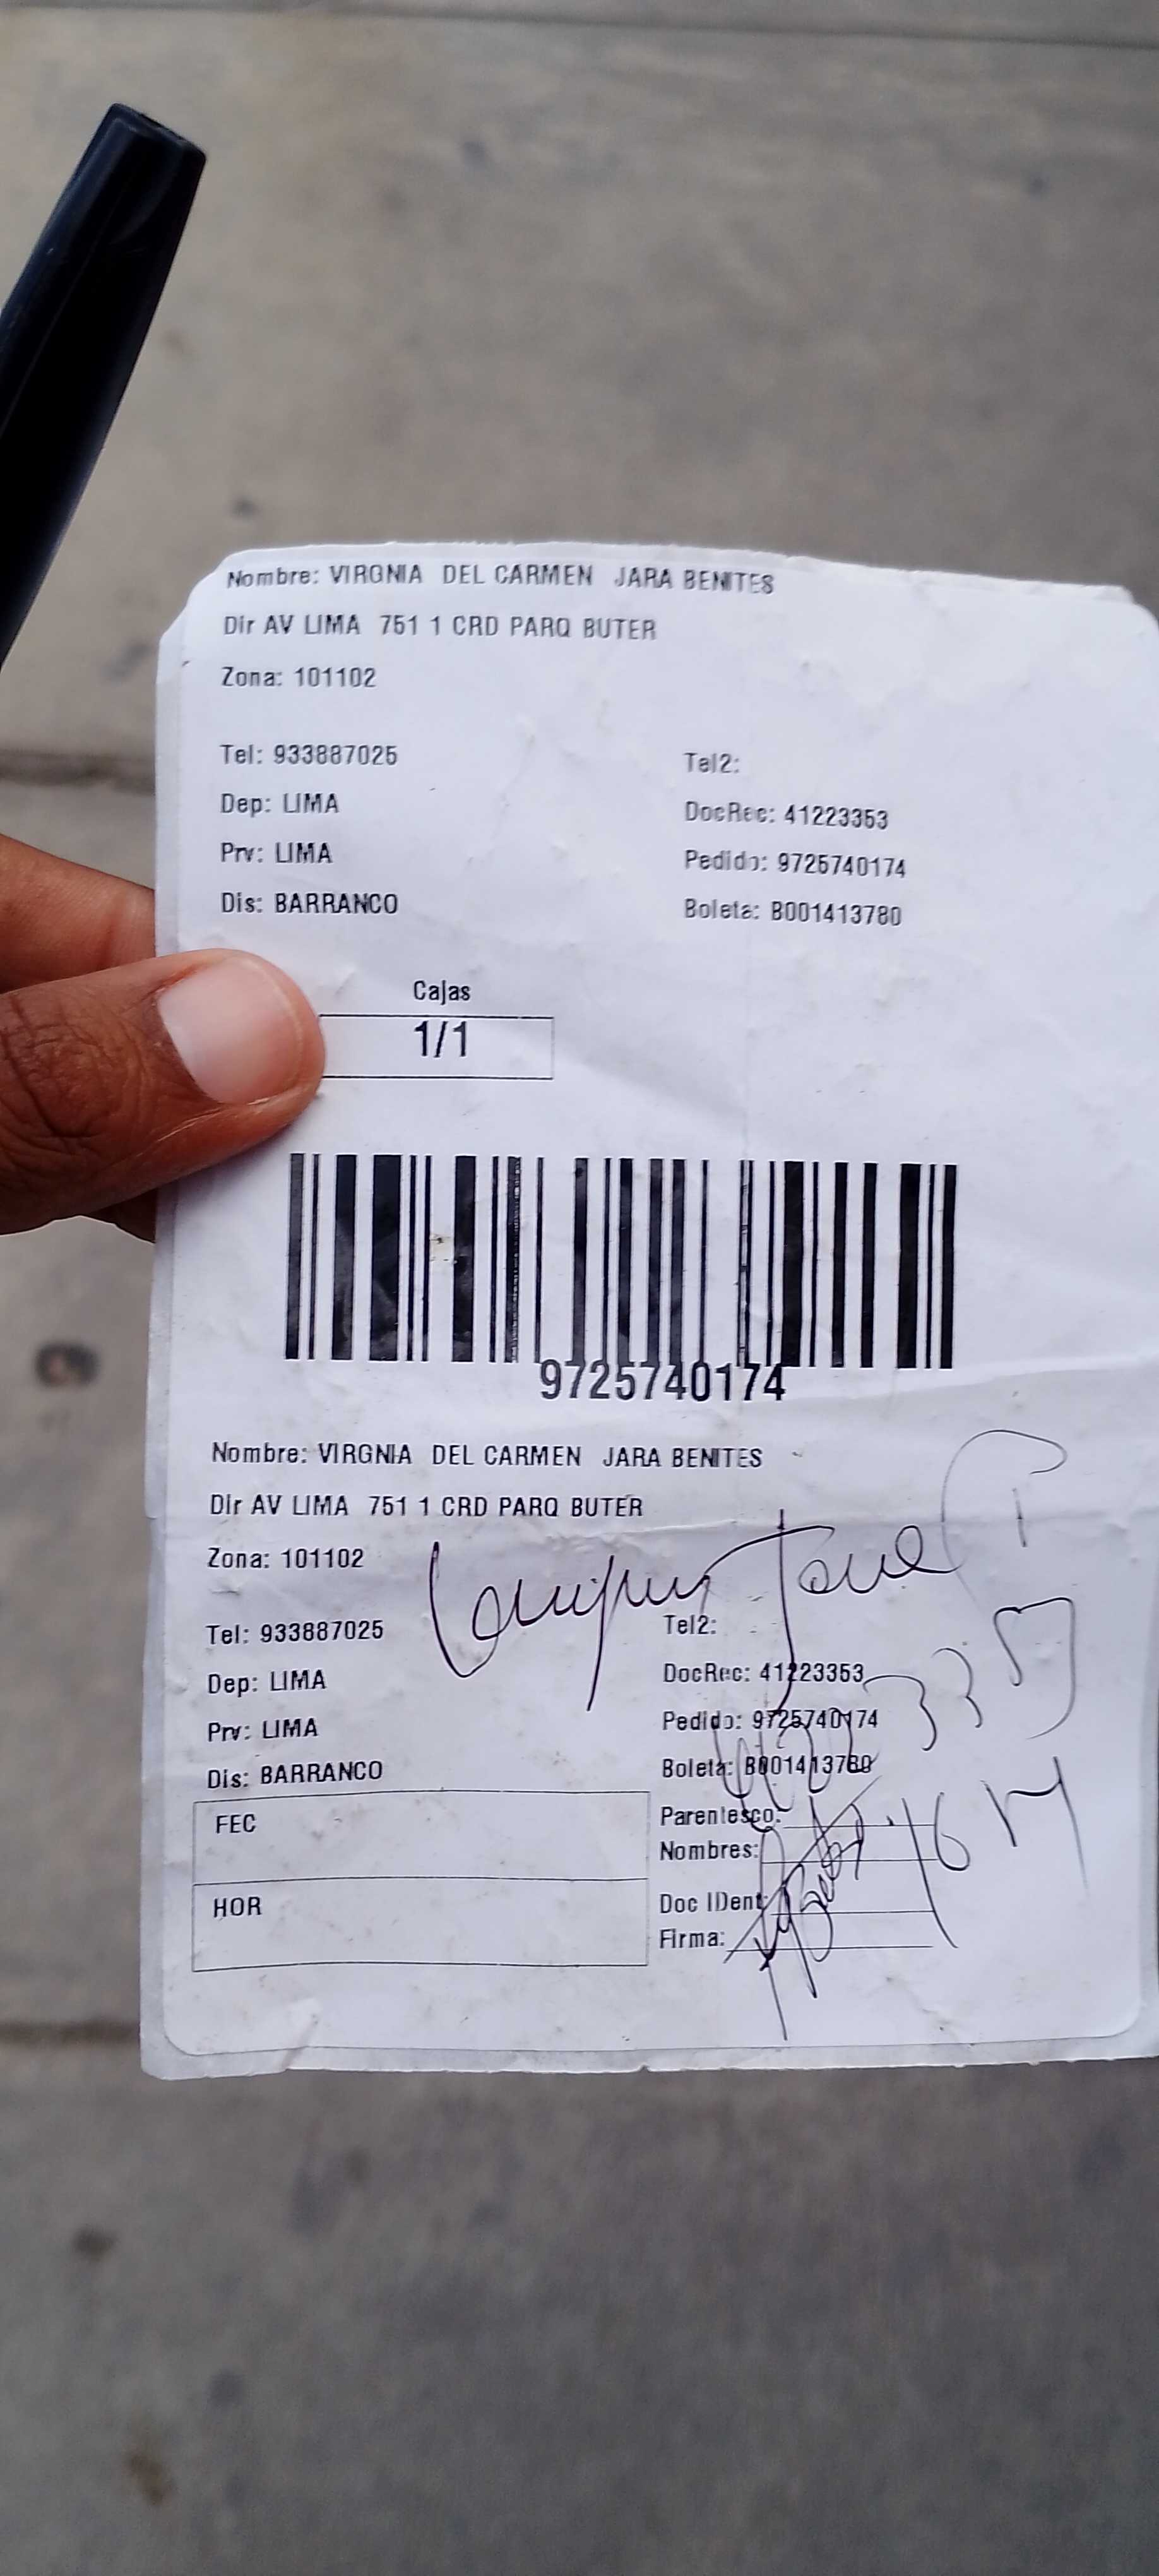 Nombre: VIRGNIA DEL CARMEN JARA BENITES
Dir AV LIMA 751 1 CRD PARQ BUTER
Zona: 101102
Tel: 933887025
Tel2:
Dep: LIMA
DocRec: 41223353
Prv: LIMA
Pedido: 9725740174
Dis: BARRANCO
Boleta: B001413780
Cajas
1/1
9725740174
Nombre: VIRGNIA DEL CARMEN JARA BENITES
Dir AV LIMA 751 1 CRD PARQ BUTER
Zona: 101102
Tel: 933887025
Tel2:
Dep: LIMA
DocRec: 41223353
Prv: LIMA
Pedido: 9725740174
Dis: BARRANCO
Boleta: B001413780
FEC
Parentesco:
Nombres:
HOR
Doc IDent:
Firma: